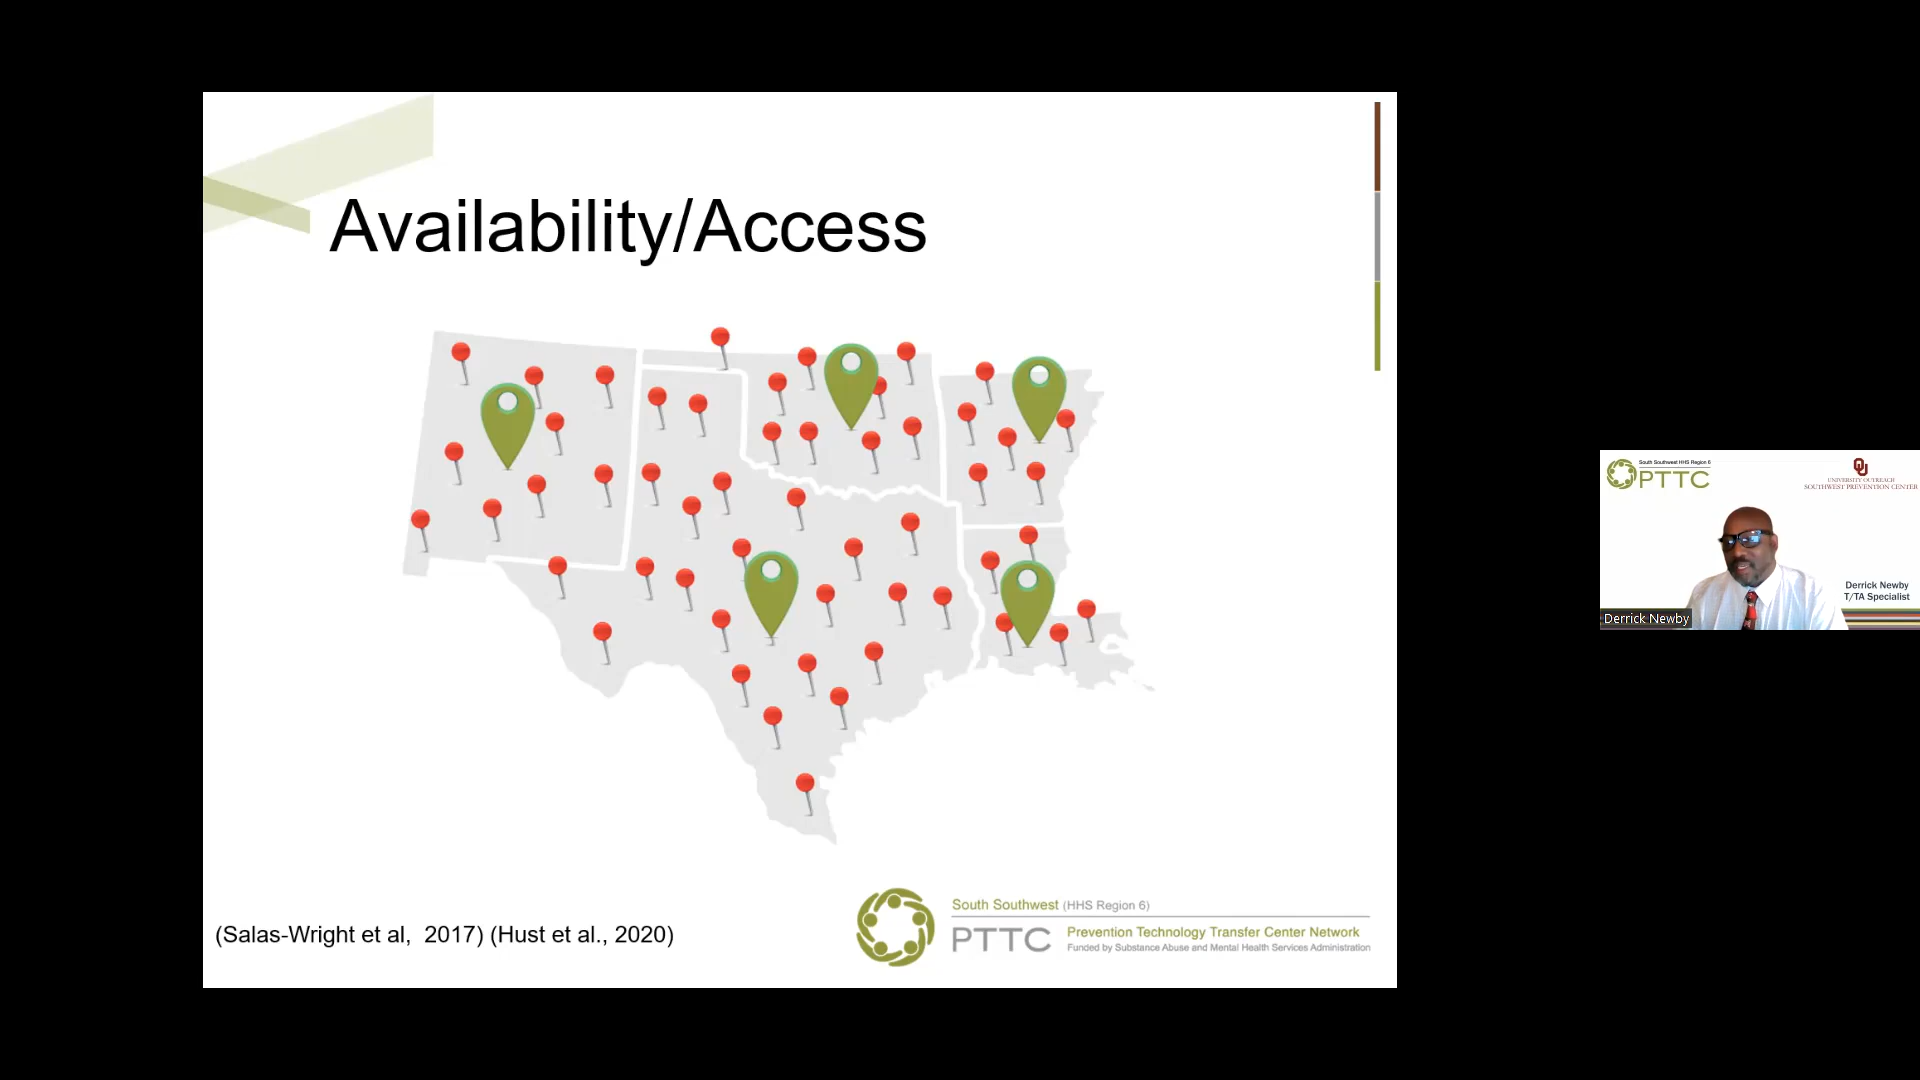 Availability/Access
(Salas-Wright et al,  2017) (Hust et al., 2020)
South Southwest (HHS Region 6)
PTTC
Prevention Technology Transfer Center Network
Funded by Substance Abuse and Mental Health Services Administration
South Southwest HHS Region 6
PTTC
UNIVERSITY OUTREACH
SOUTHWEST PREVENTION CENTER
Derrick Newby
T/TA Specialist
Derrick Newby